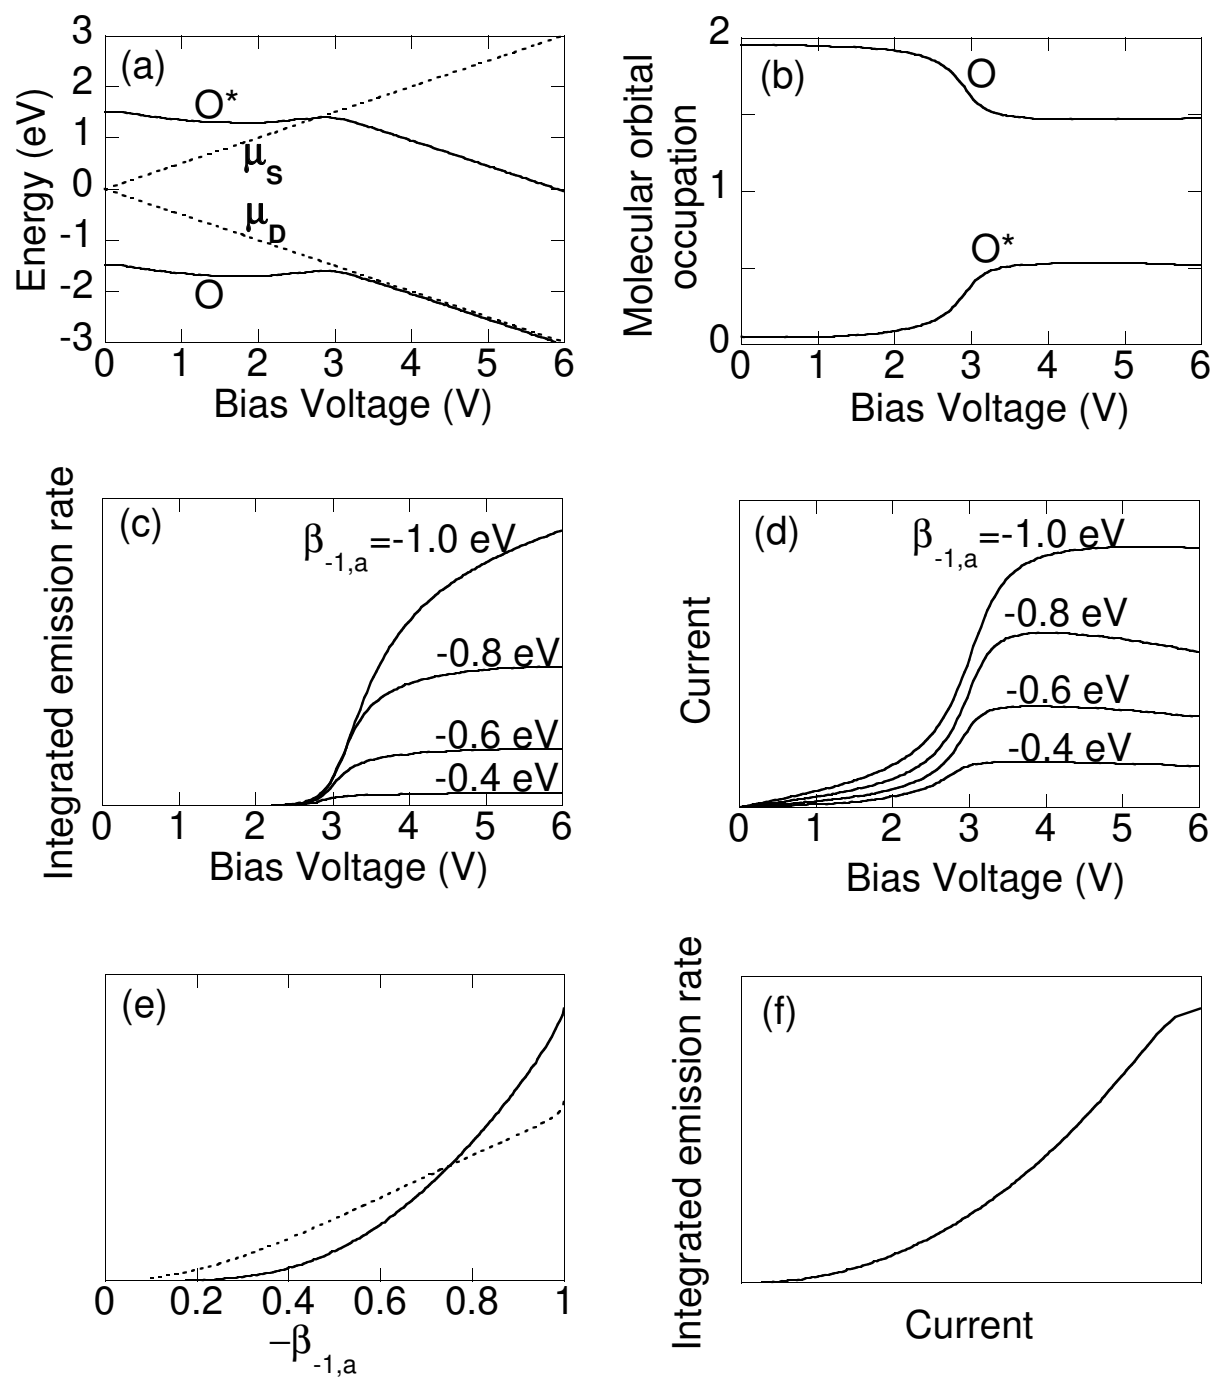 (a)
3
2
1
0
-1
-2
-3
Energy (eV)
O*
μS
μD
O
0 1 2 3 4 5 6
Bias Voltage (V)
(b)
2
1
0
Molecular orbital
occupation
O
O*
0 1 2 3 4 5 6
Bias Voltage (V)
(c)
Integrated emission rate
β-1,a=-1.0 eV
-0.8 eV
-0.6 eV
-0.4 eV
0 1 2 3 4 5 6
Bias Voltage (V)
(d)
Current
β-1,a=-1.0 eV
-0.8 eV
-0.6 eV
-0.4 eV
0 1 2 3 4 5 6
Bias Voltage (V)
(e)
0 0.2 0.4 0.6 0.8 1
−β-1,a
(f)
Integrated emission rate
Current